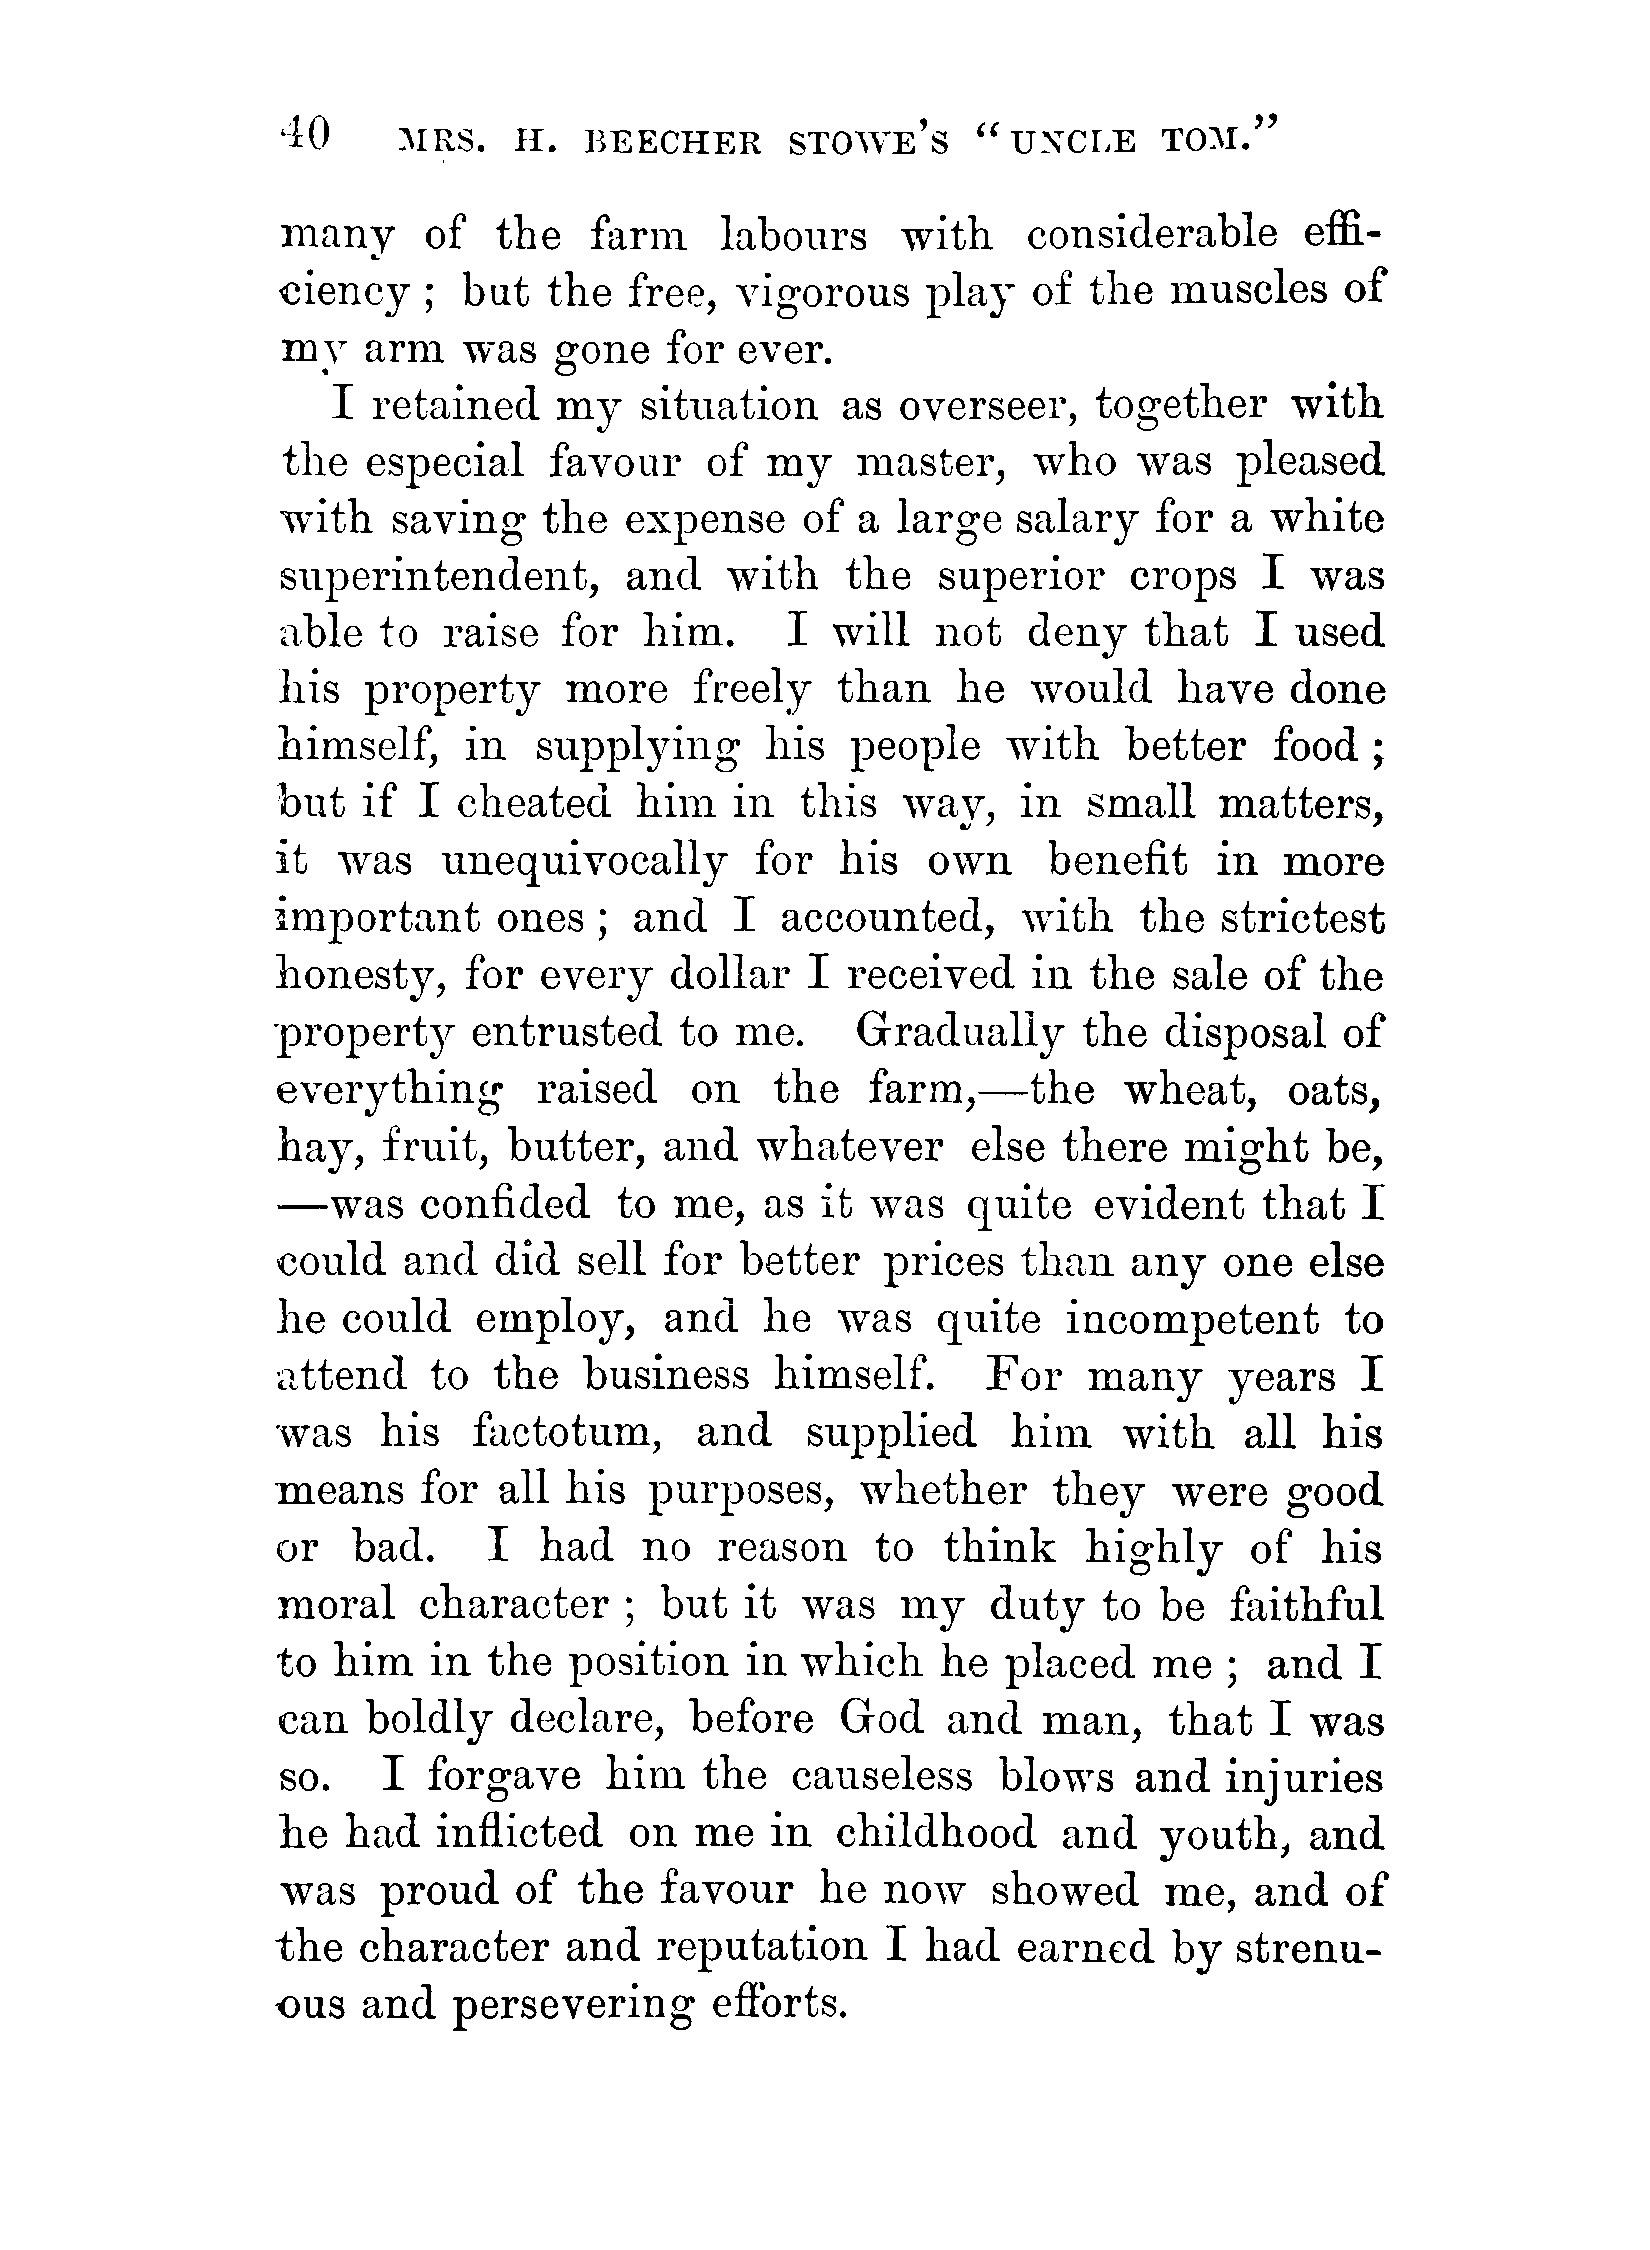 40 MRS. H. BEECHER STOWE'S "UNCLE TOM."
many of the farm labours with considerable effi-
ciency ; but the free, vigorous play of the muscles of
my arm was gone for ever.
I retained my situation as overseer, together with
the especial favour of my master, who was pleased
with saving the expense of a large salary for a white
superintendent, and with the superior crops I was
able to raise for him. I will not deny that I used
his property more freely than he would have done
himself, in supplying his people with better food ;
but if I cheated him in this way, in small matters,
it was unequivocally for his own benefit in more
important ones ; and I accounted, with the strictest
honesty, for every dollar I received in the sale of the
property entrusted to me. Gradually the disposal of
everything raised on the farm,—the wheat, oats,
hay, fruit, butter, and whatever else there might be,
—was confided to me, as it was quite evident that I
could and did sell for better prices than any one else
he could employ, and he was quite incompetent to
attend to the business himself. For many years I
was his factotum, and supplied him with all his
means for all his purposes, whether they were good
or bad. I had no reason to think highly of his
moral character ; but it was my duty to be faithful
to him in the position in which he placed me ; and I
can boldly declare, before God and man, that I was
so. I forgave him the causeless blows and injuries
he had inflicted on me in childhood and youth, and
was proud of the favour he now showed me, and of
the character and reputation I had earned by strenu-
ous and persevering efforts.